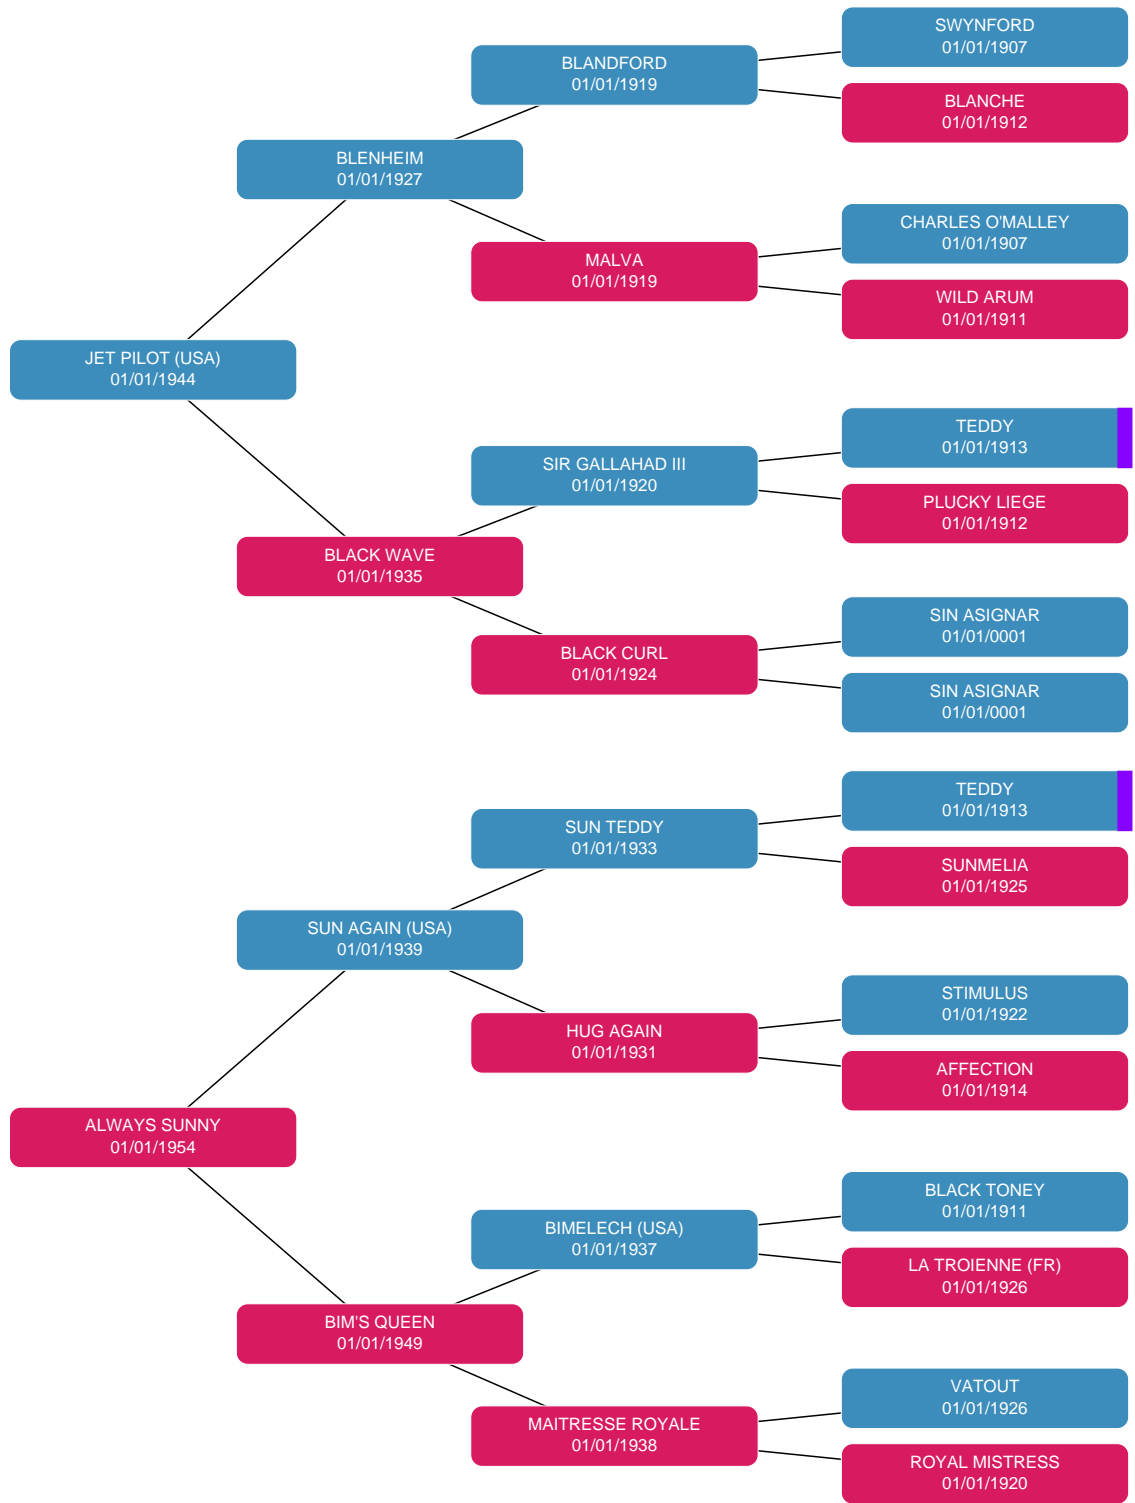 SWYNFORD
01/01/1907
BLANDFORD
01/01/1919
BLANCHE
01/01/1912
BLENHEIM
01/01/1927
CHARLES O'MALLEY
01/01/1907
MALVA
01/01/1919
WILD ARUM
01/01/1911
JET PILOT (USA)
01/01/1944
TEDDY
01/01/1913
SIR GALLAHAD III
01/01/1920
PLUCKY LIEGE
01/01/1912
BLACK WAVE
01/01/1935
SIN ASIGNAR
01/01/0001
BLACK CURL
01/01/1924
SIN ASIGNAR
01/01/0001
TEDDY
01/01/1913
SUN TEDDY
01/01/1933
SUNMELIA
01/01/1925
SUN AGAIN (USA)
01/01/1939
STIMULUS
01/01/1922
HUG AGAIN
01/01/1931
AFFECTION
01/01/1914
ALWAYS SUNNY
01/01/1954
BLACK TONEY
01/01/1911
BIMELECH (USA)
01/01/1937
LA TROIENNE (FR)
01/01/1926
BIM'S QUEEN
01/01/1949
VATOUT
01/01/1926
MAITRESSE ROYALE
01/01/1938
ROYAL MISTRESS
01/01/1920